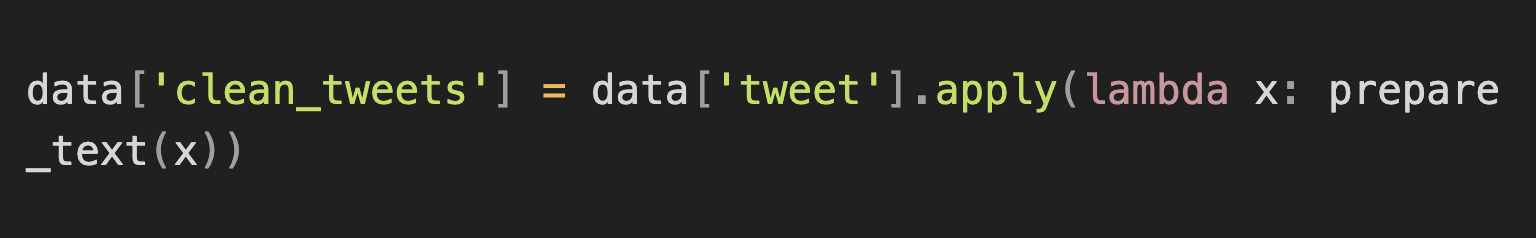 data['clean_tweets'] = data['tweet'].apply(lambda x: prepare
_text(x))